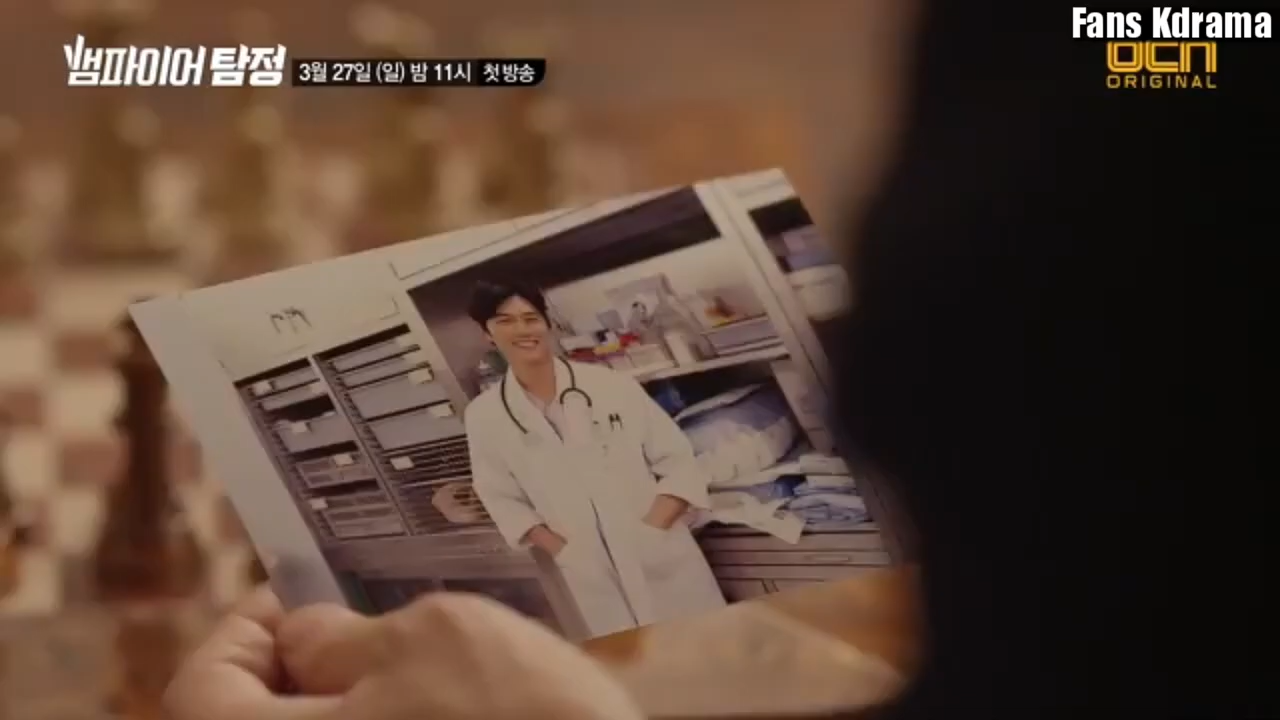 뱀파이어 탐정 3월 27일 (일) 밤 11시 첫방송
Fans Kdrama
OCN
ORIGINAL